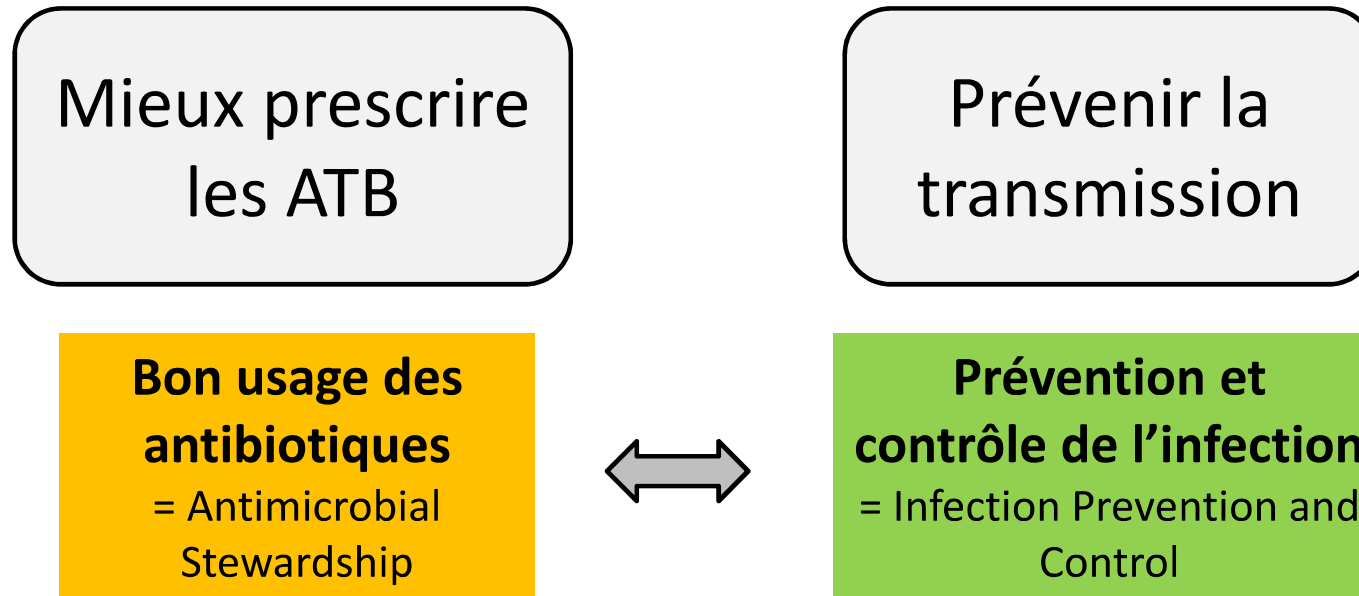 Mieux prescrire
les ATB
Prévenir la
transmission
Bon usage des
antibiotiques
= Antimicrobial
Stewardship
Prévention et
contrôle de l’infection
= Infection Prevention and
Control